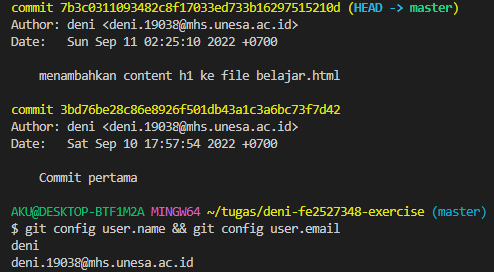 commit 7b3c0311093482c8f17033ed733b16297515210d (HEAD -> master)
Author: deni <deni.19038@mhs.unesa.ac.id>
Date:   Sun Sep 11 02:25:10 2022 +0700

    menambahkan content h1 ke file belajar.html

commit 3bd76be28c86e8926f501db43a1c3a6bc73f7d42
Author: deni <deni.19038@mhs.unesa.ac.id>
Date:   Sat Sep 10 17:57:54 2022 +0700

    Commit pertama

AKU@DESKTOP-BTF1M2A MINGW64 ~/tugas/deni-fe2527348-exercise (master)
$ git config user.name && git config user.email
deni
deni.19038@mhs.unesa.ac.id